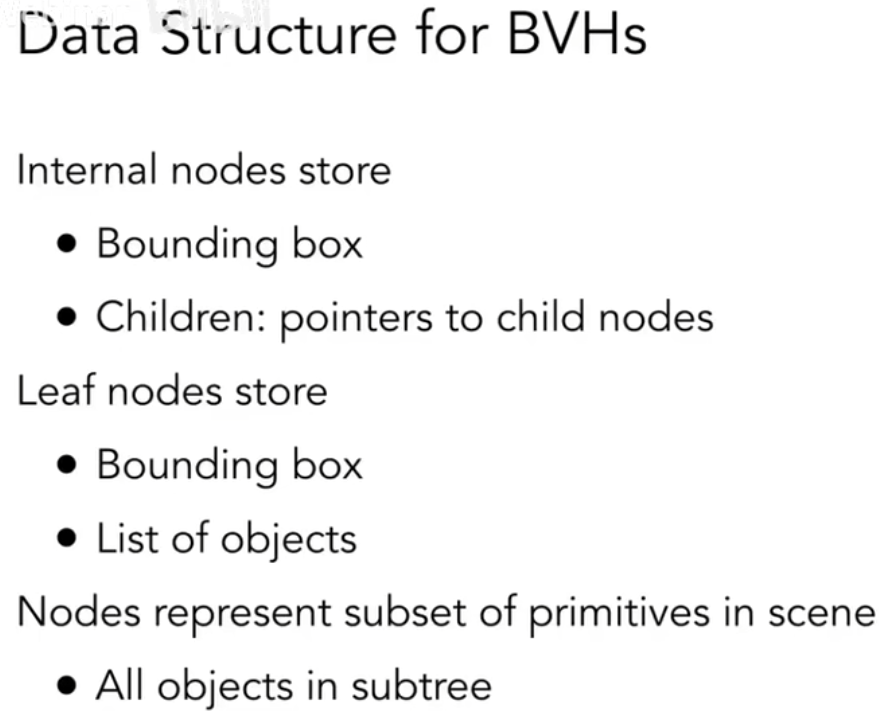 Data Structure for BVHs
Internal nodes store
• Bounding box
• Children: pointers to child nodes
Leaf nodes store
• Bounding box
• List of objects
Nodes represent subset of primitives in scene
• All objects in subtree